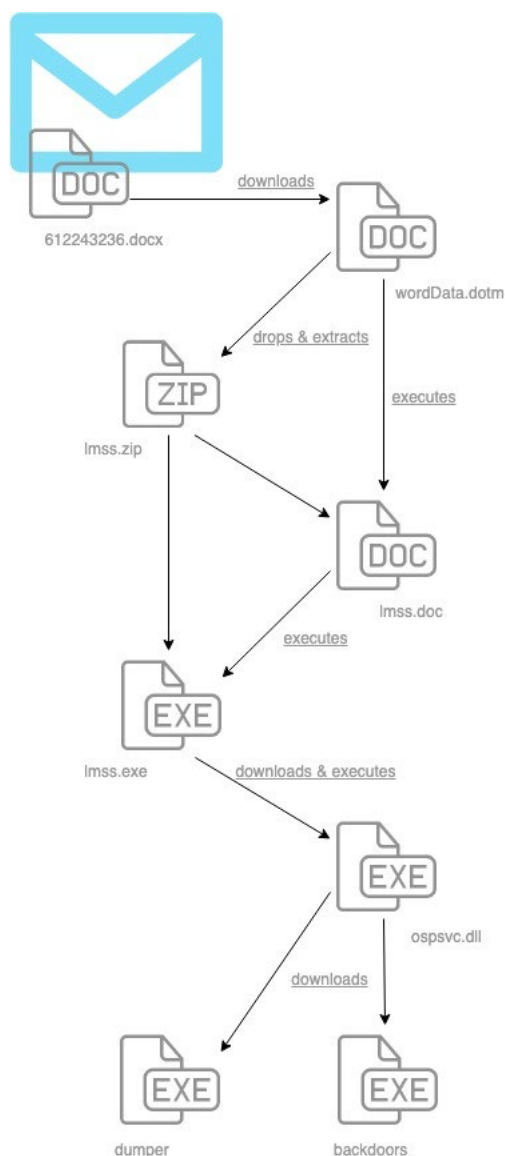 DOC
612243236.docx
downloads
DOC
wordData.dotm
drops & extracts
executes
ZIP
lmss.zip
DOC
lmss.doc
executes
EXE
lmss.exe
downloads & executes
EXE
ospsvc.dll
downloads
EXE
dumper
EXE
backdoors